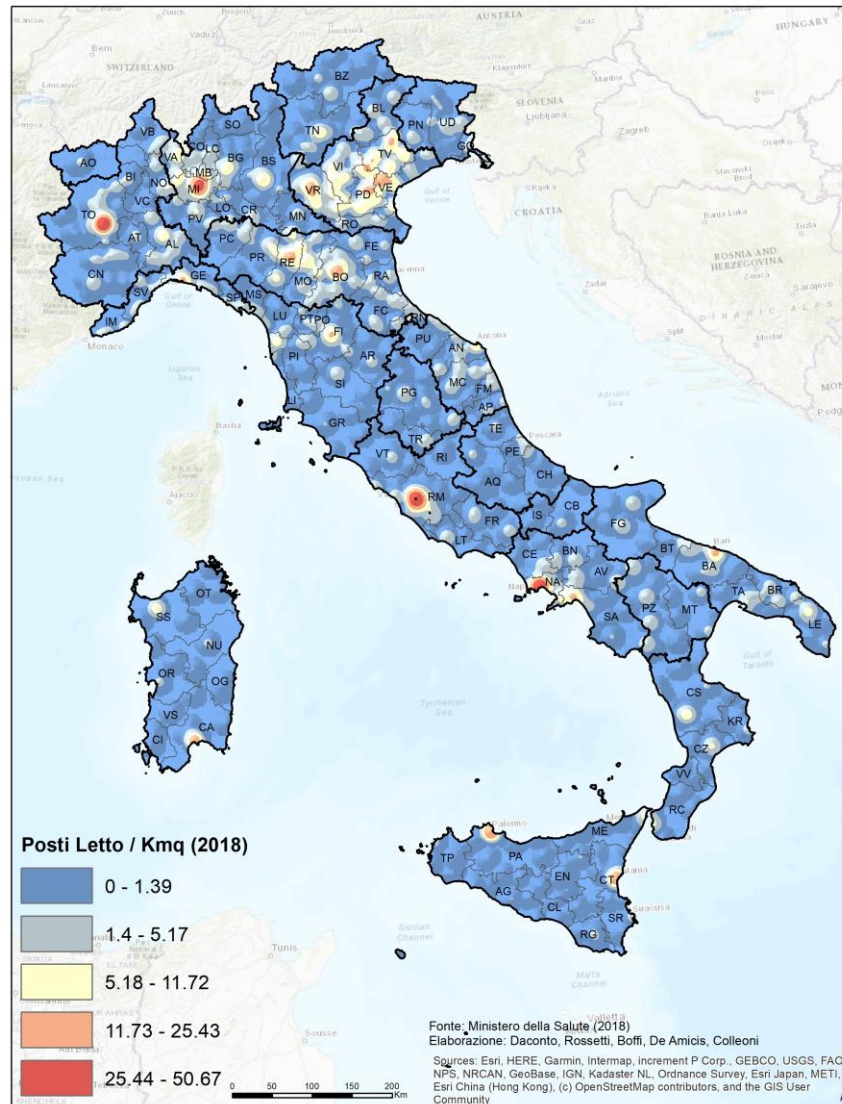 AUSTRIA
Vaduz
Bern
Graz
SWITZERLAND
Lausanne
Klagenfurt
Maribor
Geneva
SLOVENIA
Ljubljana
Zagreb
BZ
BL
PN
UD
GO
TN
SO
VB
AO
BI
VA
CO
LC
BG
BS
MB
MI
NO
VC
TO
LO
CR
PV
MN
VR
VI
TV
PD
VE
RO
Gulf of Venice
CROATIA
Rijeka
Banja Luka
BOSNIA AND HERZEGOVINA
Zadar
Sarajevo
DINARIC ALPS
Split
Mostar
AT
AL
CN
PC
PR
RE
MO
BO
FE
RA
FC
RN
GE
SV
IM
SP
MS
Gulf of Genoa
Monaco
Ligurian Sea
LU
PT
PO
FI
PI
AR
SI
LI
GR
PU
AN
Ancona
MC
FM
AP
PG
TR
Adriatic Sea
Bastia
Ajaccio
VT
RI
RM
FR
LT
TE
Pescara
PE
AQ
CH
IS
CB
FG
BT
Bari
BA
CE
BN
NA
AV
SA
PZ
MT
TA
BR
LE
Gulf of Taranto
Podg
OT
SS
NU
OR
OG
VS
CI
CA
Tyrrhenian Sea
CS
KR
CZ
VV
RC
Palermo
ME
TP
PA
EN
CT
AG
CL
SR
Siracusa
RG
Sicilian Channel
Malta Channel
Valletta
Tunis
Sousse
Posti Letto / Kmq (2018)
0 - 1.39
1.4 - 5.17
5.18 - 11.72
11.73 - 25.43
25.44 - 50.67
0 50 100 200
Km
Fonte: Ministero della Salute (2018)
Elaborazione: Daconto, Rossetti, Boffi, De Amicis, Colleoni
Sources: Esri, HERE, Garmin, Intermap, increment P Corp., GEBCO, USGS, FAO
NPS, NRCAN, GeoBase, IGN, Kadaster NL, Ordnance Survey, Esri Japan, METI,
Esri China (Hong Kong), (c) OpenStreetMap contributors, and the GIS User
Community